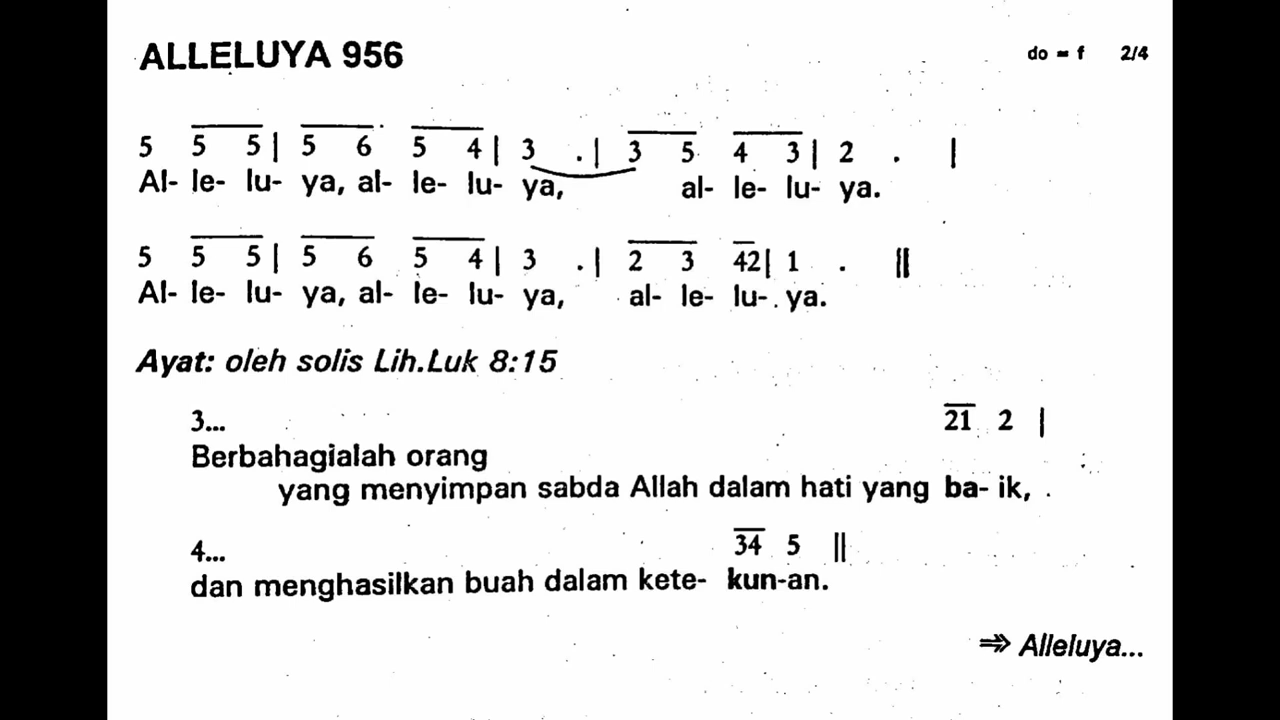 ALLELUYA 956
do = f 2/4
5 5 5 | 5 6 5 4 | 3 . | 3 5 4 3 | 2 . |
Al- le- lu- ya, al- le- lu- ya, al- le- lu- ya.
5 5 5 | 5 6 5 4 | 3 . | 2 3 42 | 1 . ||
Al- le- lu- ya, al- le- lu- ya, al- le- lu- ya.
Ayat: oleh solis Lih.Luk 8:15
3... 21 2 |
Berbahagialah orang
yang menyimpan sabda Allah dalam hati yang ba- ik,
4... 34 5 ||
dan menghasilkan buah dalam kete- kun-an.
⇒ Alleluya...